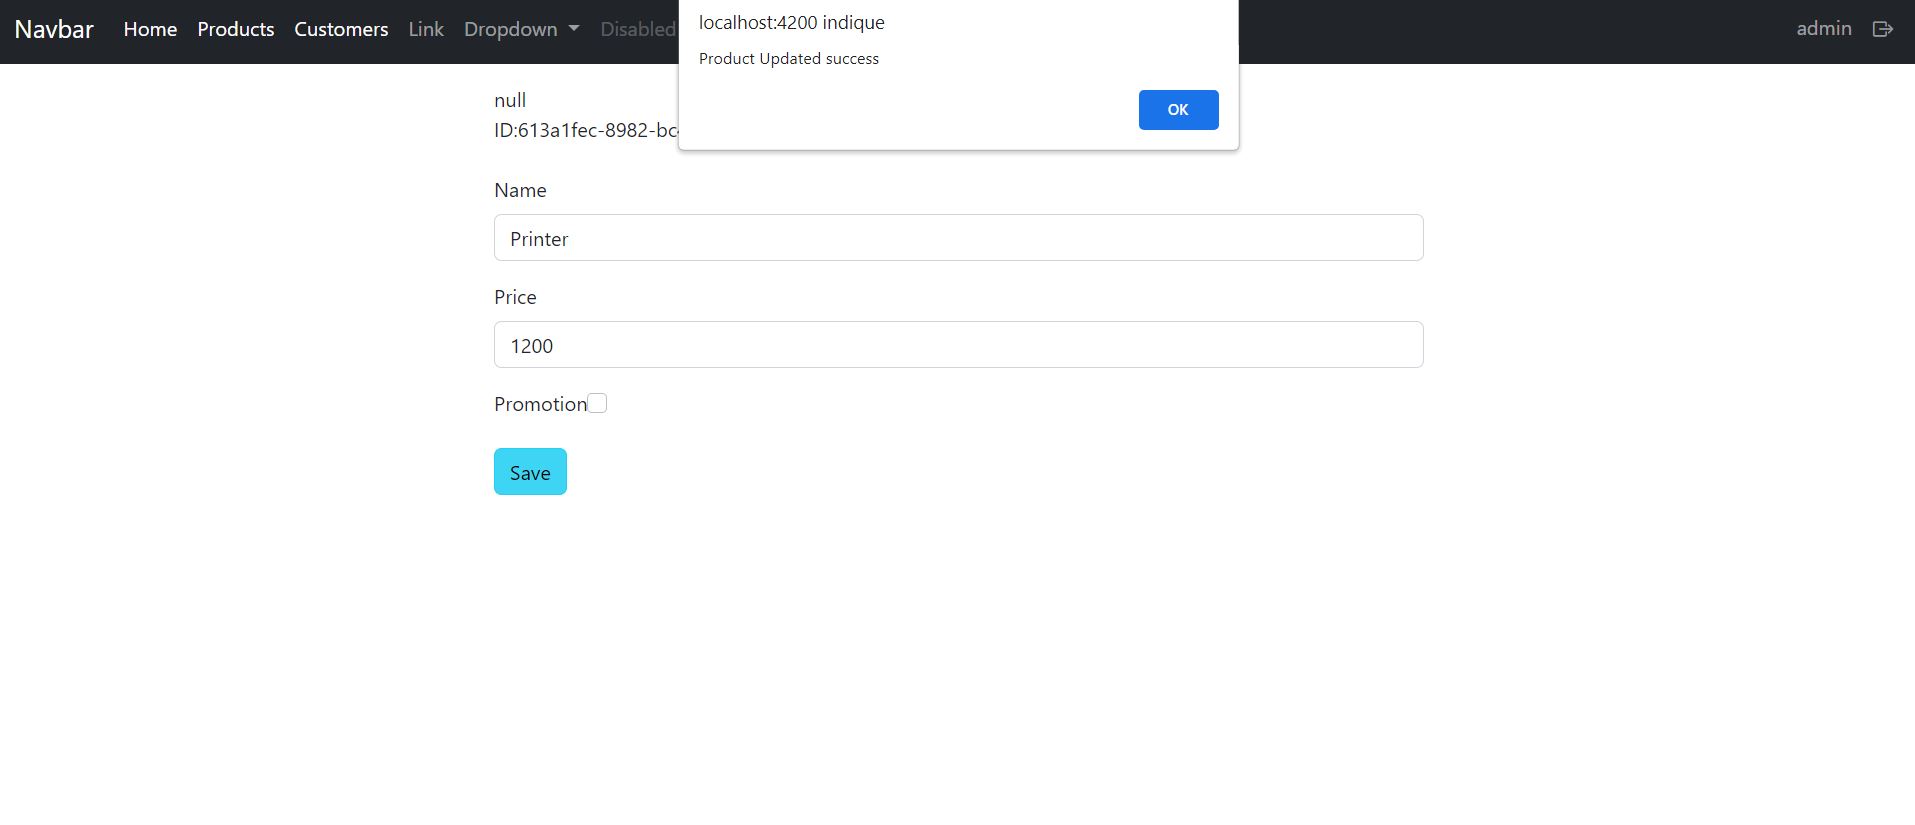 Navbar Home Products Customers Link Dropdown Disabled admin
localhost:4200 indique
Product Updated success
OK
null
ID:613a1fec-8982-bc
Name
Printer
Price
1200
Promotion
Save